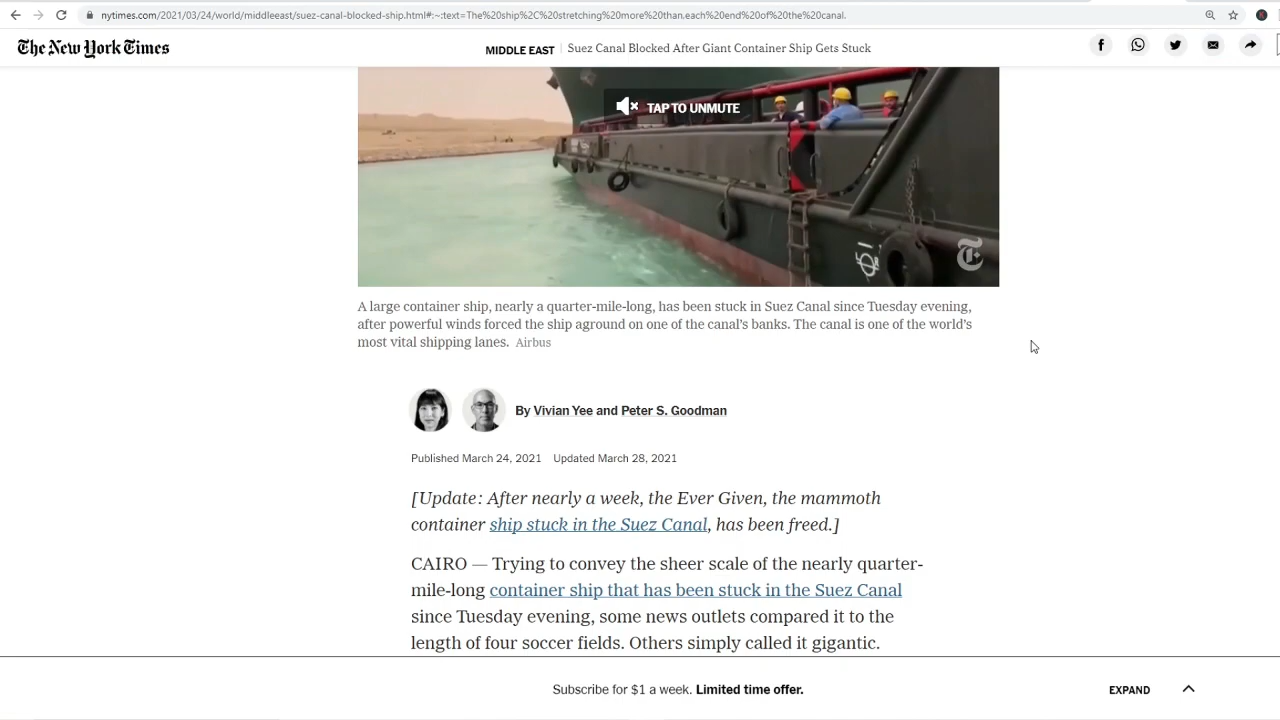 nytimes.com/2021/03/24/world/middleeast/suez-canal-blocked-ship.html#:~:text=The%20ship%2C%20stretching%20more%20than,each%20end%20of%20the%20canal.
The New York Times
MIDDLE EAST | Suez Canal Blocked After Giant Container Ship Gets Stuck
TAP TO UNMUTE
A large container ship, nearly a quarter-mile-long, has been stuck in Suez Canal since Tuesday evening,
after powerful winds forced the ship aground on one of the canal's banks. The canal is one of the world's
most vital shipping lanes. Airbus
By Vivian Yee and Peter S. Goodman
Published March 24, 2021 Updated March 28, 2021
[Update: After nearly a week, the Ever Given, the mammoth
container ship stuck in the Suez Canal, has been freed.]
CAIRO — Trying to convey the sheer scale of the nearly quarter-
mile-long container ship that has been stuck in the Suez Canal
since Tuesday evening, some news outlets compared it to the
length of four soccer fields. Others simply called it gigantic.
Subscribe for $1 a week. Limited time offer.
EXPAND